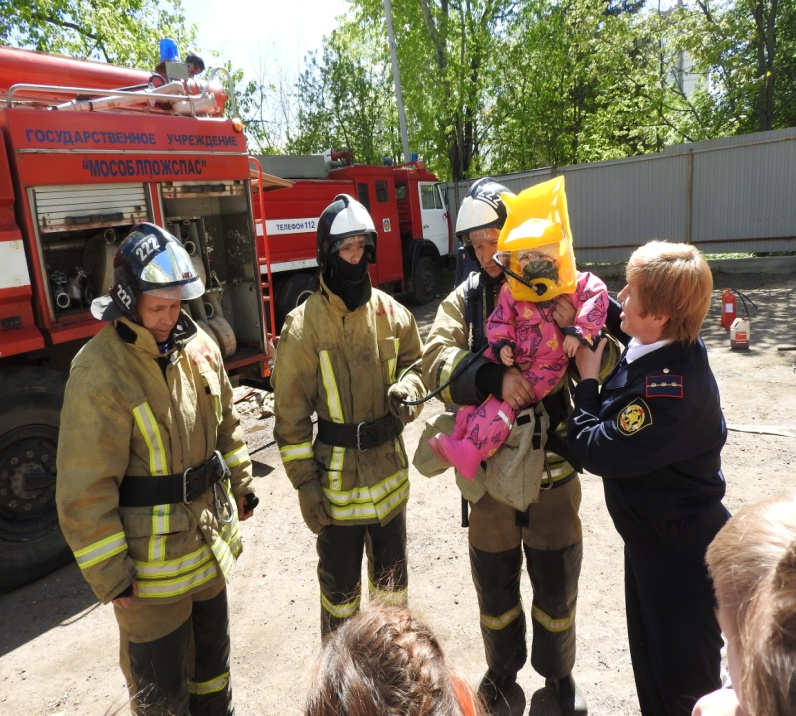 ГОСУДАРСТВЕННОЕ УЧРЕЖДЕНИЕ
"МОСОБЛПОЖСПАС"
ТЕЛЕФОН 112
222
222